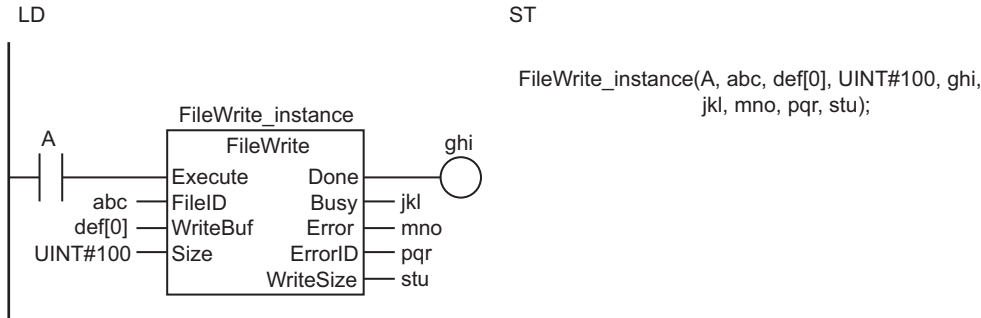 LD
ST
FileWrite_instance(A, abc, def[0], UINT#100, ghi,
jkl, mno, pqr, stu);
FileWrite_instance
A
FileWrite
ghi
Execute Done
abc FileID Busy jkl
def[0] WriteBuf Error mno
UINT#100 Size ErrorID pqr
WriteSize stu